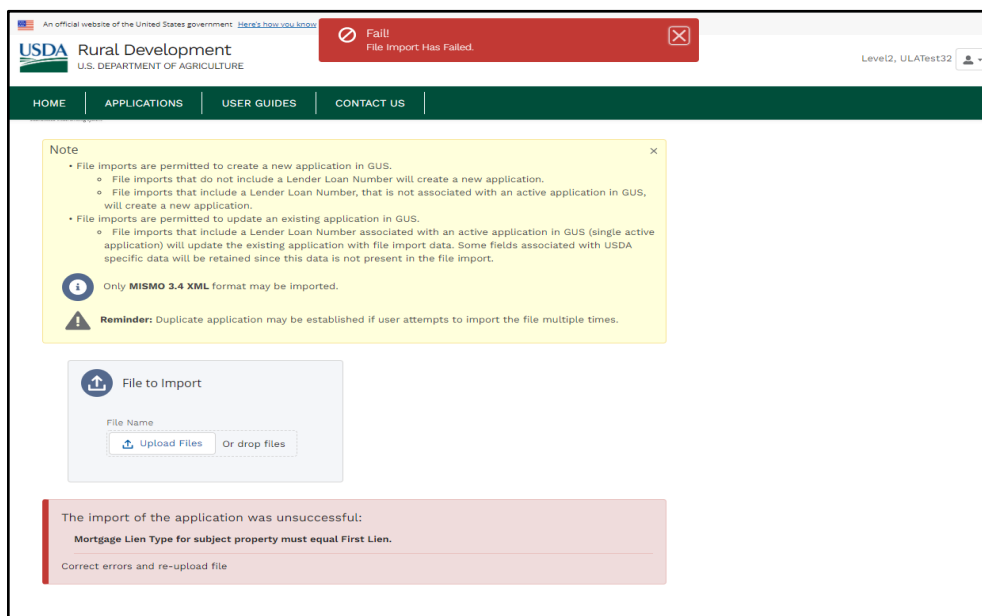 An official website of the United States government Here's how you know
Fail!
File Import Has Failed.
USDA Rural Development
U.S. DEPARTMENT OF AGRICULTURE
Level2, ULATest32
HOME APPLICATIONS USER GUIDES CONTACT US
Note
• File imports are permitted to create a new application in GUS.
File imports that do not include a Lender Loan Number will create a new application.
File imports that include a Lender Loan Number, that is not associated with an active application in GUS,
will create a new application.
• File imports are permitted to update an existing application in GUS.
File imports that include a Lender Loan Number associated with an active application in GUS (single active
application) will update the existing application with file import data. Some fields associated with USDA
specific data will be retained since this data is not present in the file import.
Only MISMO 3.4 XML format may be imported.
Reminder: Duplicate application may be established if user attempts to import the file multiple times.
File to Import
File Name
Upload Files Or drop files
The import of the application was unsuccessful:
Mortgage Lien Type for subject property must equal First Lien.
Correct errors and re-upload file